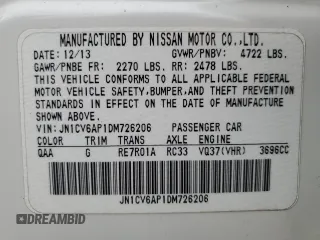 MANUFACTURED BY NISSAN MOTOR CO.,LTD.
DATE: 12/13 GVWR/PNBV: 4722 LBS.
GAWR/PNBE FR: 2270 LBS. RR: 2478 LBS.
THIS VEHICLE CONFORMS TO ALL APPLICABLE FEDERAL
MOTOR VEHICLE SAFETY,BUMPER,AND THEFT PREVENTION
STANDARDS IN EFFECT ON THE DATE OF MANUFACTURE
SHOWN ABOVE.
VIN: JN1CV6AP1DM726206 PASSENGER CAR
COLOR TRIM TRANS AXLE ENGINE
QAA G RE7R01A RC33 VQ37(VHR) 3696CC
JN1CV6AP1DM726206
DREAMBID
dreambid.com